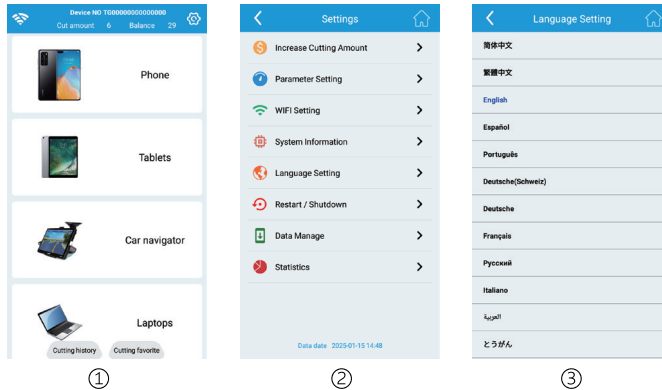 Device NO TG00000000000000
Cut amount 6 Balance 29
Phone
Tablets
Car navigator
Laptops
Cutting history Cutting favorite
①
Settings
Increase Cutting Amount
Parameter Setting
WIFI Setting
System Information
Language Setting
Restart / Shutdown
Data Manage
Statistics
Data date 2025-01-15 14:48
②
Language Setting
简体中文
繁體中文
English
Español
Português
Deutsche(Schweiz)
Deutsche
Français
Русский
Italiano
العربية
とうがん
③